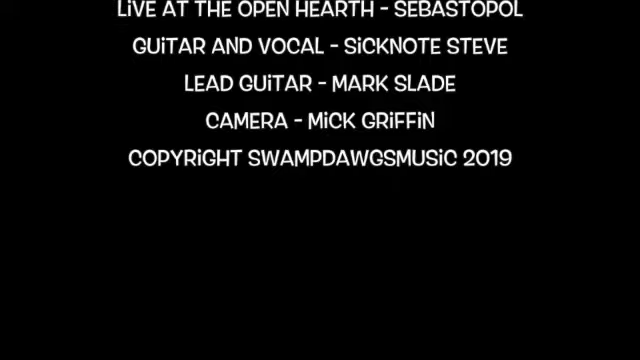 LiVE AT THE OPEN HEARTH - SEBASTOPOL
GUiTAR AND VOCAL - SiCKNOTE STEVE
LEAD GUiTAR - MARK SLADE
CAMERA - MiCK GRiFFiN
COPYRiGHT SWAMPDAWGSMUSiC 2019